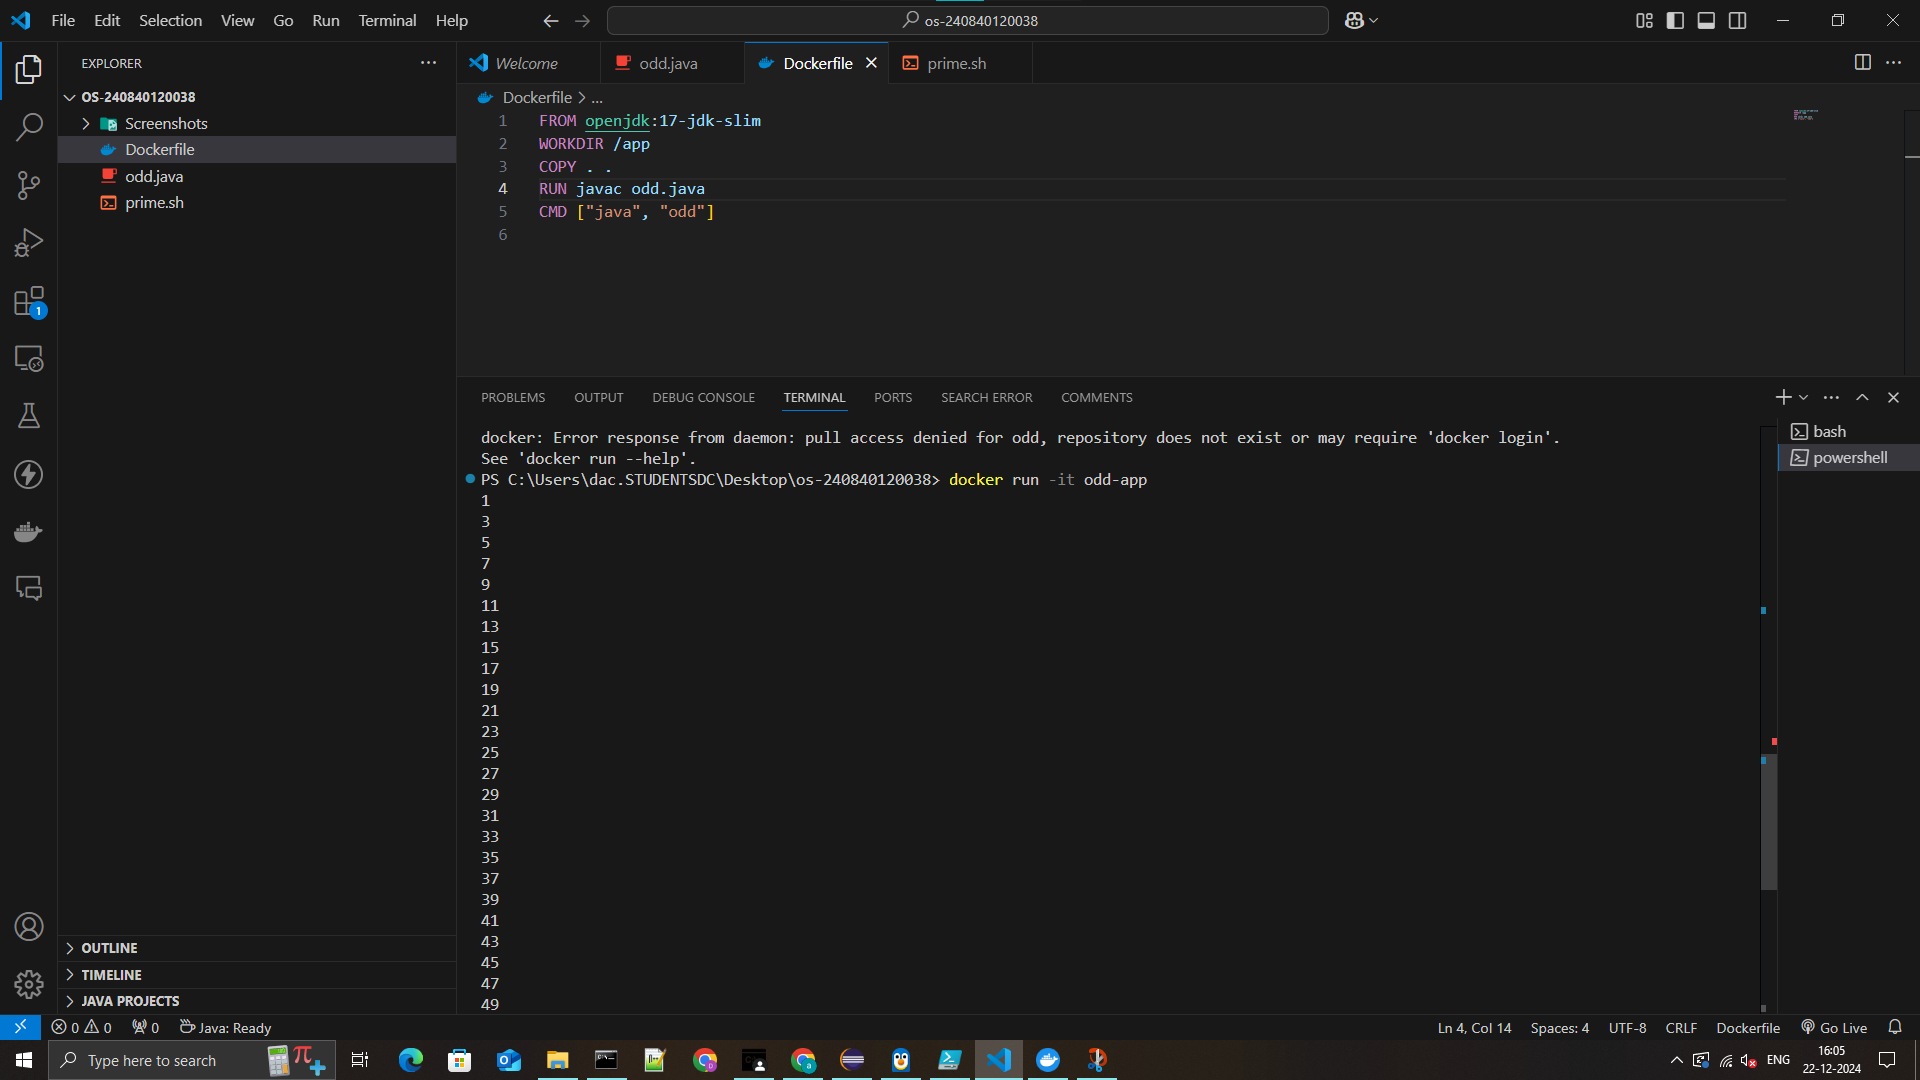 File Edit Selection View Go Run Terminal Help
os-240840120038
EXPLORER
OS-240840120038
Screenshots
Dockerfile
odd.java
prime.sh
OUTLINE
TIMELINE
JAVA PROJECTS
1
Welcome
odd.java
Dockerfile
prime.sh
Dockerfile > ...
1 FROM openjdk:17-jdk-slim
2 WORKDIR /app
3 COPY . .
4 RUN javac odd.java
5 CMD ["java", "odd"]
6
PROBLEMS OUTPUT DEBUG CONSOLE TERMINAL PORTS SEARCH ERROR COMMENTS
docker: Error response from daemon: pull access denied for odd, repository does not exist or may require 'docker login'.
See 'docker run --help'.
PS C:\Users\dac.STUDENTSDC\Desktop\os-240840120038> docker run -it odd-app
1
3
5
7
9
11
13
15
17
19
21
23
25
27
29
31
33
35
37
39
41
43
45
47
49
bash
powershell
0 0 0 Java: Ready
Ln 4, Col 14 Spaces: 4 UTF-8 CRLF Dockerfile Go Live
Type here to search
ENG
16:05
22-12-2024